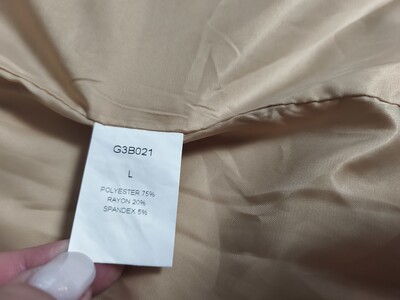 G3B021
L
POLYESTER 75%
RAYON 20%
SPANDEX 5%